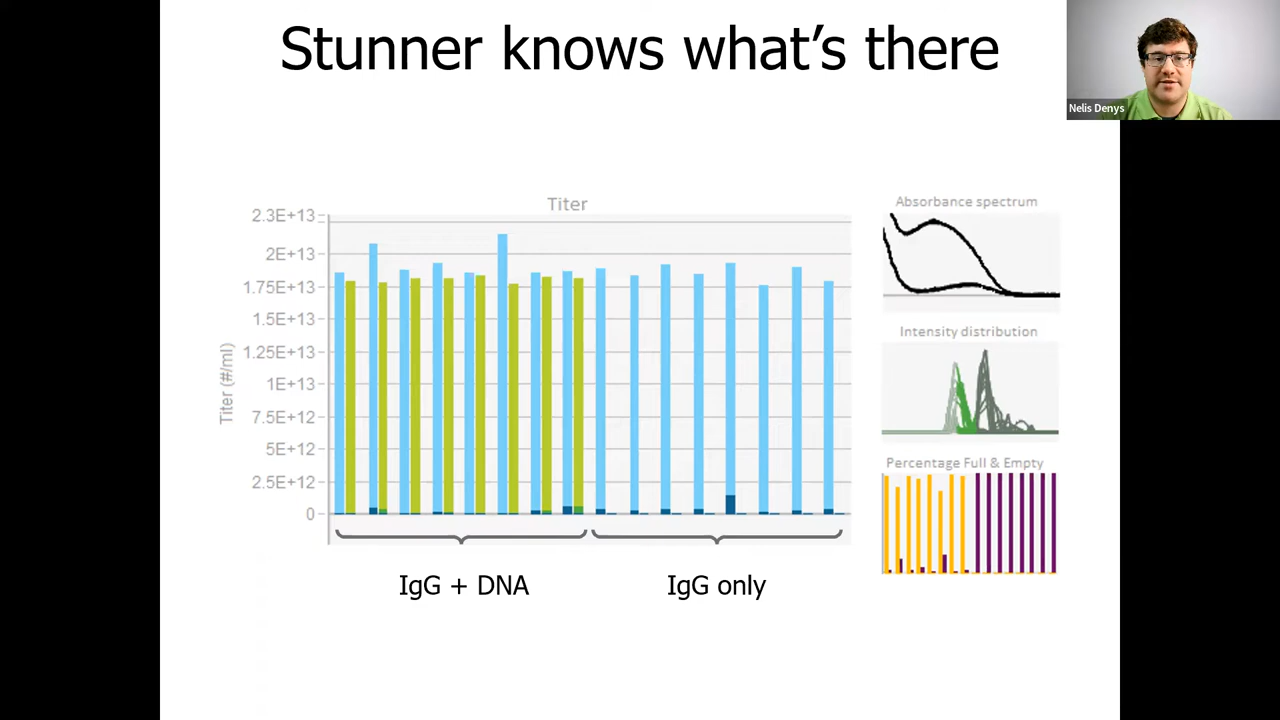 Stunner knows what's there
Nelis Denys
Titer
2.3E+13
2E+13
1.75E+13
1.5E+13
1.25E+13
1E+13
7.5E+12
5E+12
2.5E+12
0
Titer (#/ml)
IgG + DNA
IgG only
Absorbance spectrum
Intensity distribution
Percentage Full & Empty